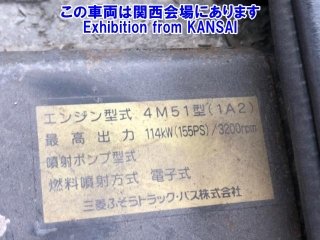 この車両は関西会場にあります
Exhibition from KANSAI
エンジン型式 4M51型(1A2)
最高出力 114kW(155PS)/3200rpm
噴射ポンプ型式
燃料噴射方式 電子式
三菱ふそうトラック・バス株式会社